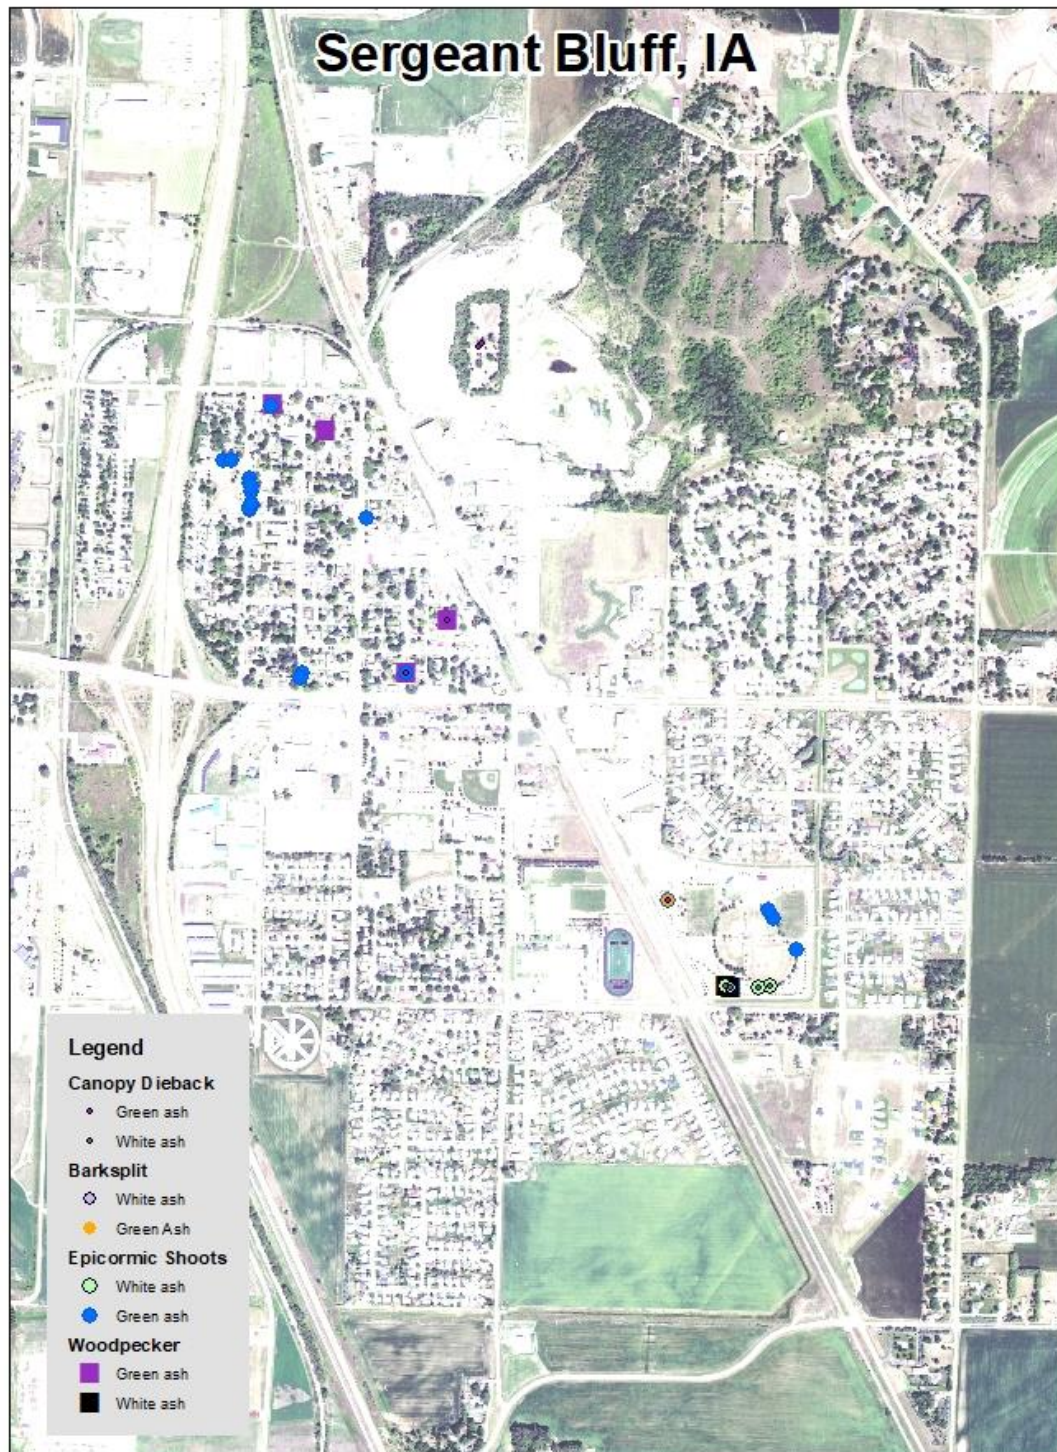 Sergeant Bluff, IA
Legend
Canopy Dieback
Green ash
White ash
Barksplit
White ash
Green Ash
Epicormic Shoots
White ash
Green ash
Woodpecker
Green ash
White ash